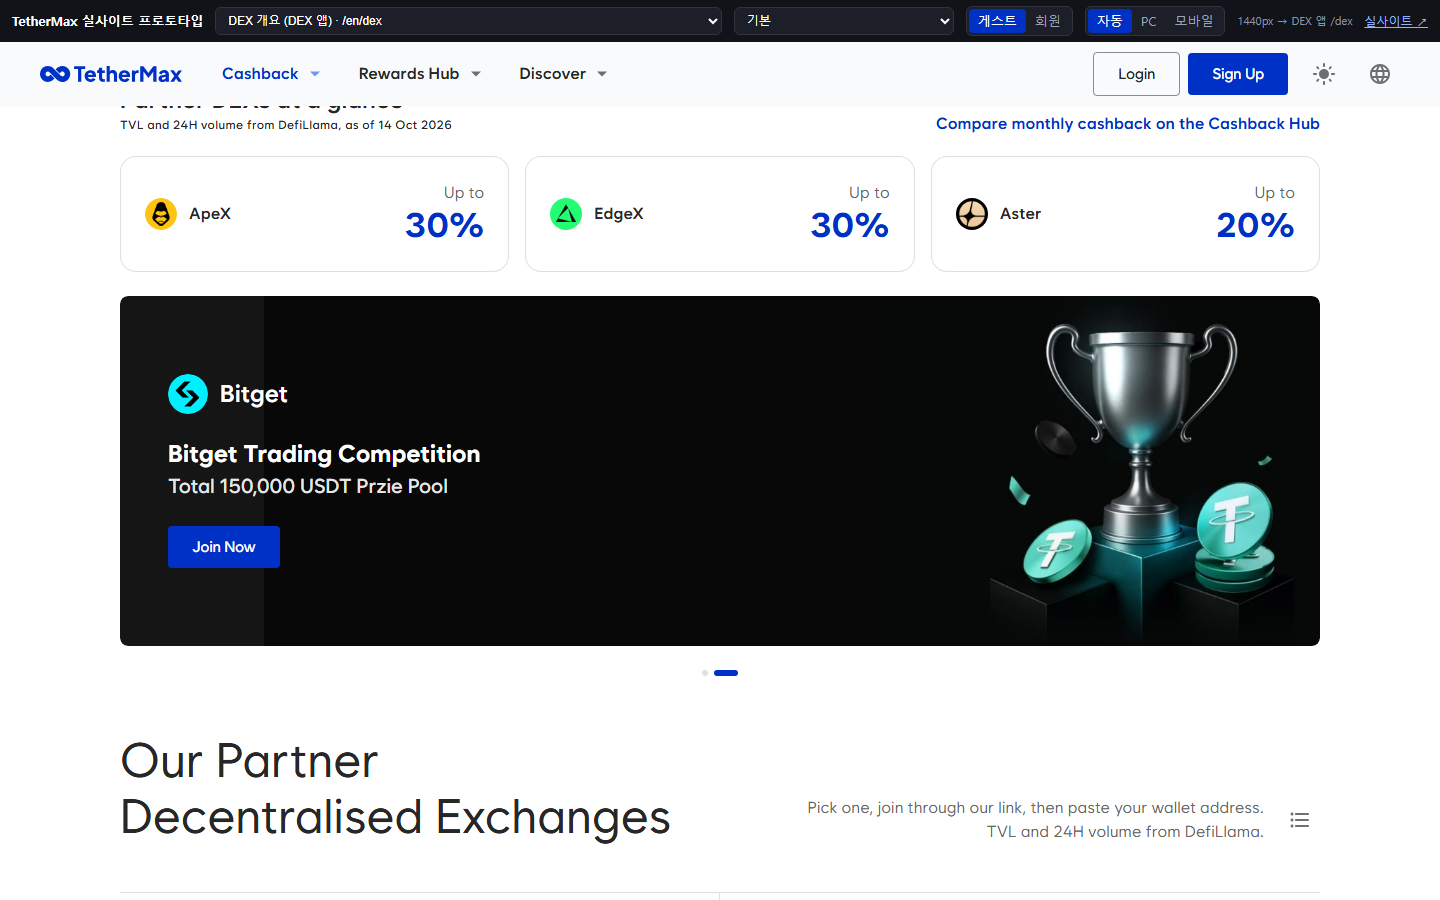 TetherMax 실사이트 프로토타입
DEX 개요 (DEX 앱) · /en/dex
기본
게스트 회원
자동 PC 모바일
1440px → DEX 앱 /dex
실사이트 ↗
TetherMax
Cashback
Rewards Hub
Discover
Login
Sign Up
Partner DEXs at a glance
TVL and 24H volume from DefiLlama, as of 14 Oct 2026
Compare monthly cashback on the Cashback Hub
ApeX
Up to
30%
EdgeX
Up to
30%
Aster
Up to
20%
Bitget
Bitget Trading Competition
Total 150,000 USDT Przie Pool
Join Now
Our Partner
Decentralised Exchanges
Pick one, join through our link, then paste your wallet address.
TVL and 24H volume from DefiLlama.